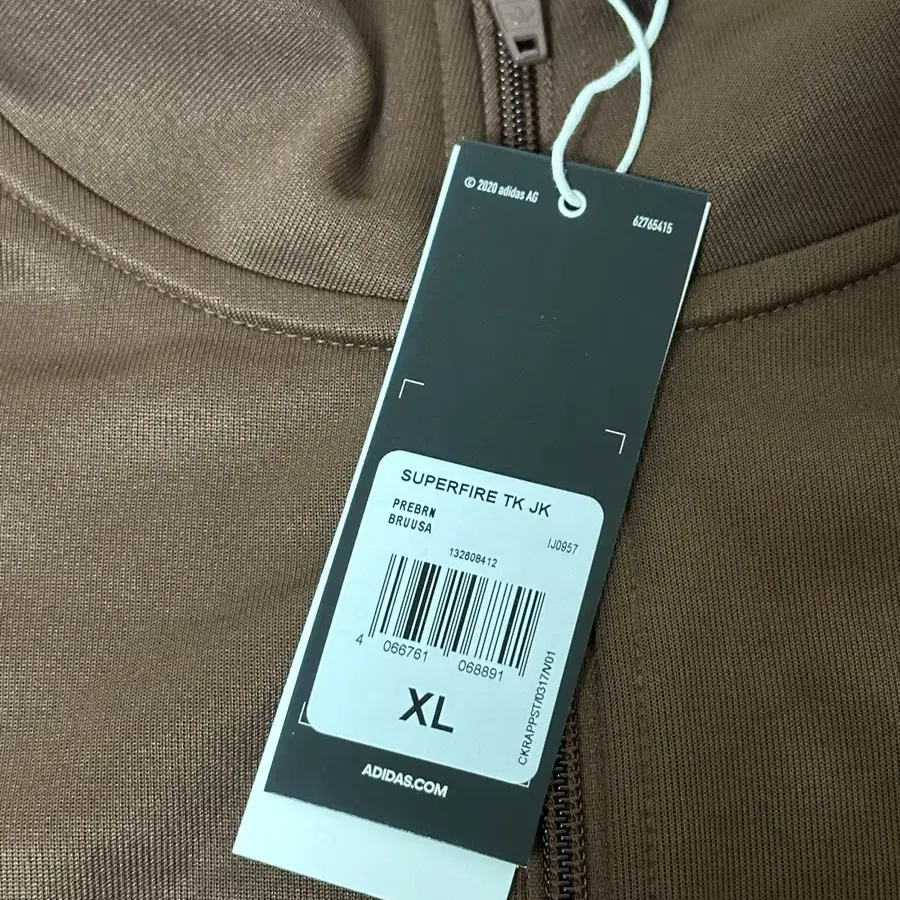 © 2020 adidas AG
62765415
SUPERFIRE TK JK
PREBRN
BRUUSA
IJ0957
132608412
4 066761 068891
XL
CKRAPPST/0317/V01
ADIDAS.COM